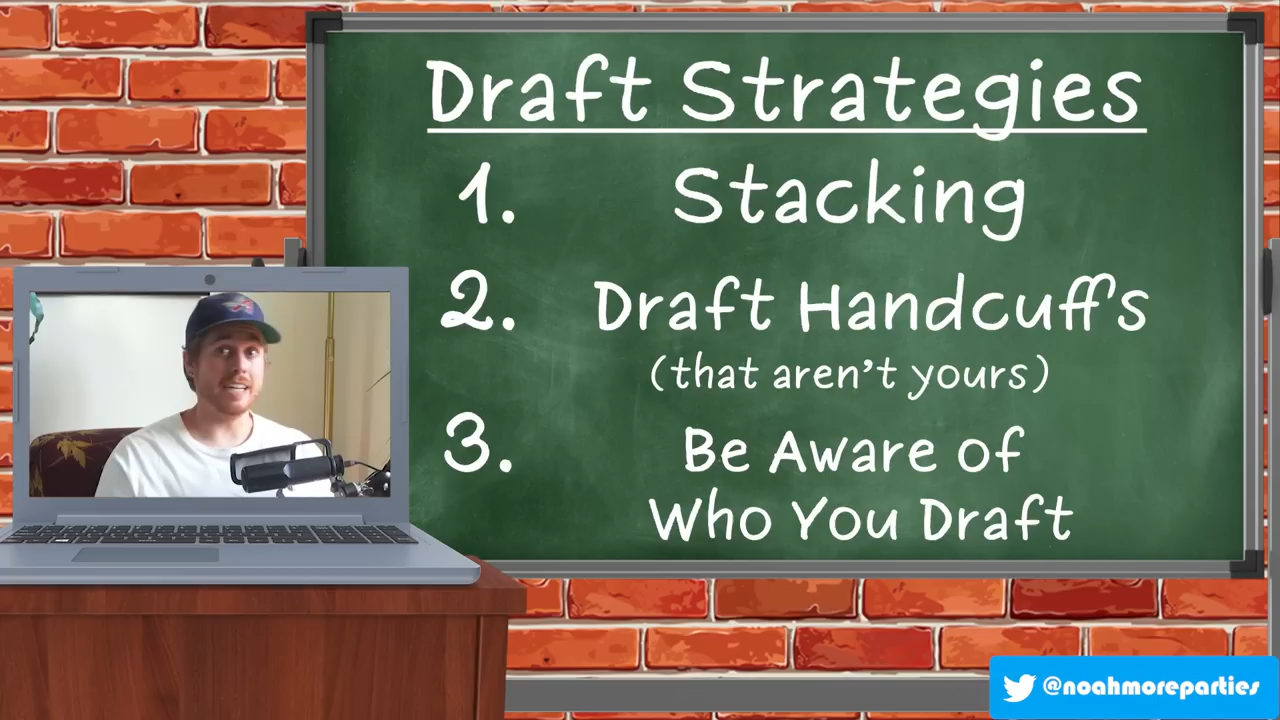 Draft Strategies
1. Stacking
2. Draft Handcuff's
(that aren't yours)
3. Be Aware of
Who You Draft
@noahmoreparties